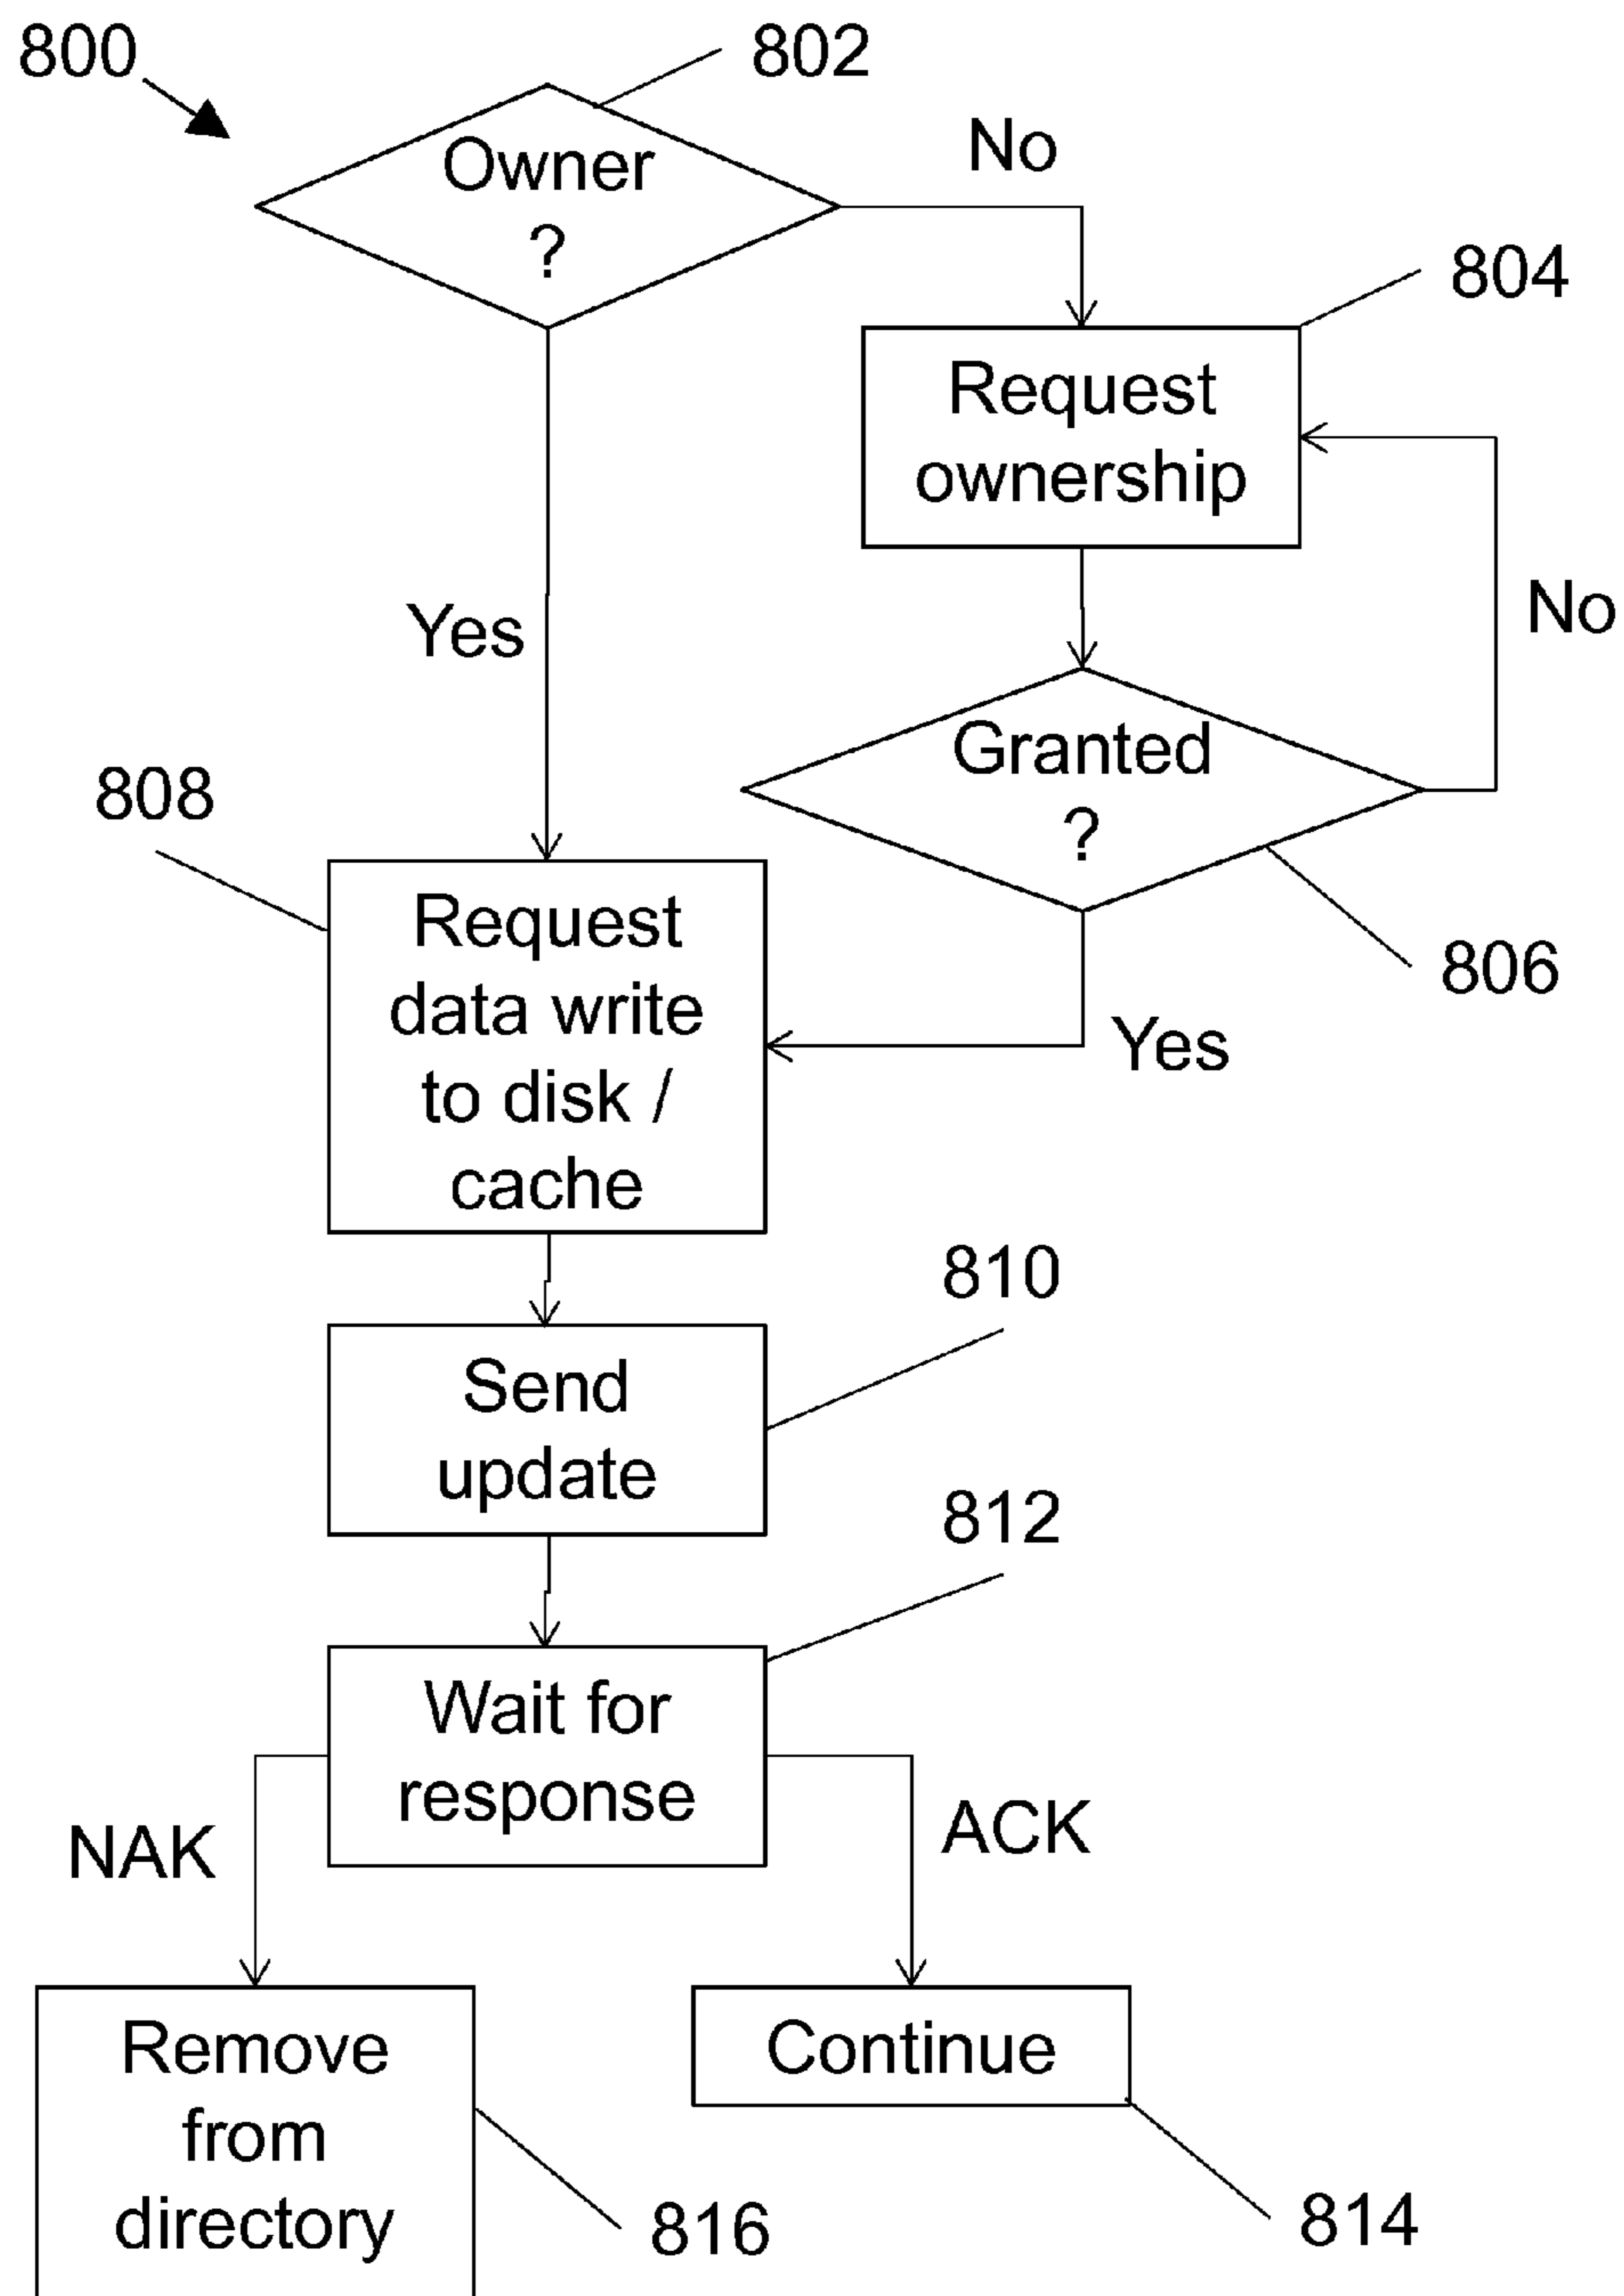 800
802
Owner
?
No
804
Request
ownership
No
Yes
Granted
?
808
806
Request
data write
to disk /
cache
Yes
810
Send
update
812
Wait for
response
NAK
ACK
Remove
from
directory
Continue
816
814